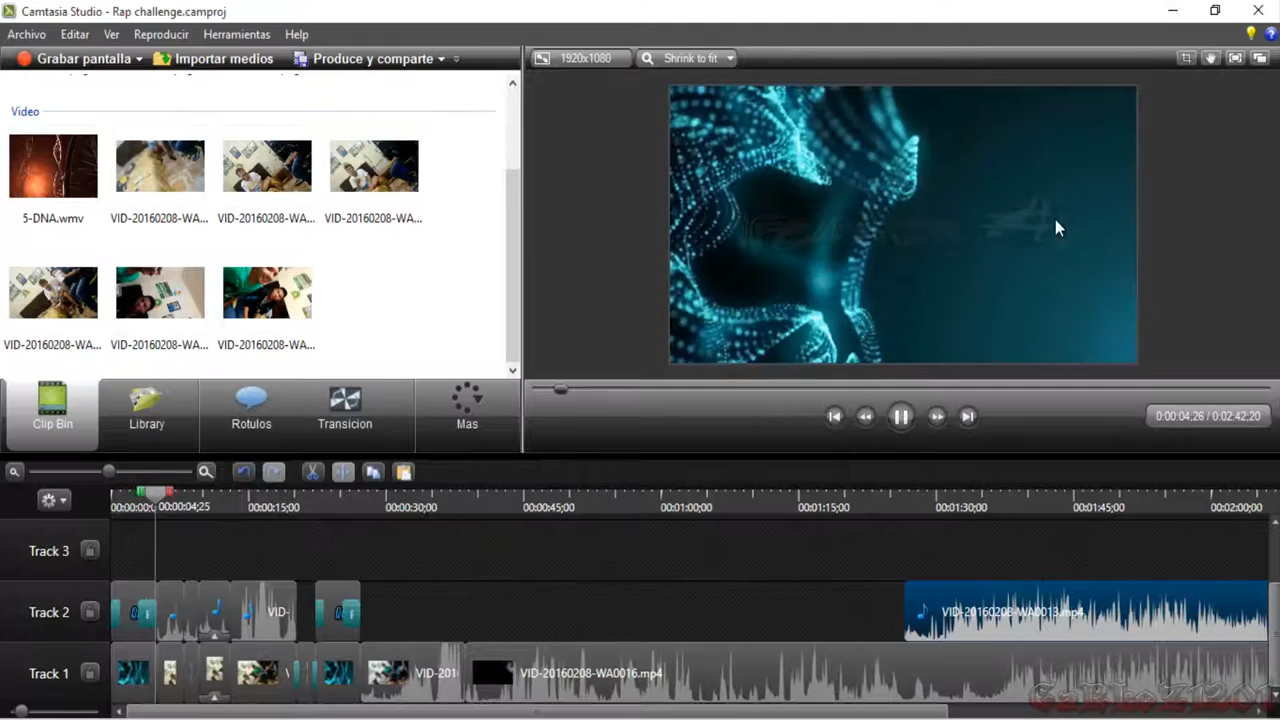 Camtasia Studio - Rap challenge.camproj
Archivo Editar Ver Reproducir Herramientas Help
Grabar pantalla Importar medios Produce y comparte
1920x1080 Shrink to fit
Video
5-DNA.wmv VID-20160208-WA... VID-20160208-WA... VID-20160208-WA...
VID-20160208-WA... VID-20160208-WA... VID-20160208-WA...
Clip Bin Library Rotulos Transicion Mas
0:00:04;26 / 0:02:42;20
00:00:00;0 00:00:04;25 00:00:15;00 00:00:30;00 00:00:45;00 00:01:00;00 00:01:15;00 00:01:30;00 00:01:45;00 00:02:00;00
Track 3
Track 2 VID- VID-20160208-WA0013.mp4
Track 1 VID-201 VID-20160208-WA0016.mp4